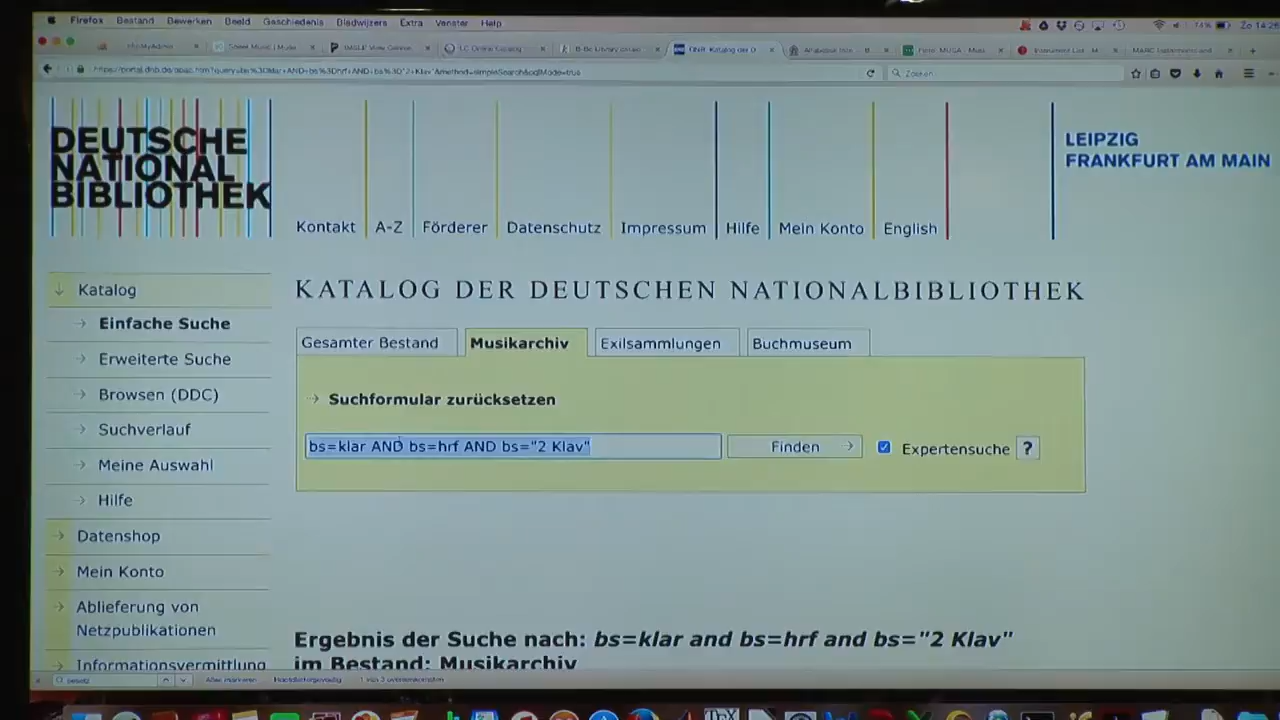 Firefox Bestand Bewerken Beeld Geschiedenis Bladwijzers Extra Venster Help
DEUTSCHE
NATIONAL
BIBLIOTHEK
LEIPZIG
FRANKFURT AM MAIN
Kontakt A-Z Förderer Datenschutz Impressum Hilfe Mein Konto English
KATALOG DER DEUTSCHEN NATIONALBIBLIOTHEK
Katalog
Einfache Suche
Erweiterte Suche
Browsen (DDC)
Suchverlauf
Meine Auswahl
Hilfe
Datenshop
Mein Konto
Ablieferung von
Netzpublikationen
Informationsvermittlung
Gesamter Bestand Musikarchiv Exilsammlungen Buchmuseum
Suchformular zurücksetzen
bs=klar AND bs=hrf AND bs="2 Klav" Finden Expertensuche ?
Ergebnis der Suche nach: bs=klar and bs=hrf and bs="2 Klav"
im Bestand: Musikarchiv